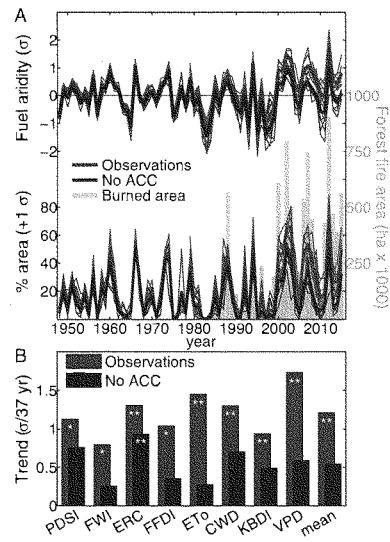 A
Fuel aridity (σ)
2
1
0
−1
−2
Observations
No ACC
Burned area
% area (+1 σ)
80
60
40
20
1950 1960 1970 1980 1990 2000 2010
year
1000
750
500
250
Forest fire area (ha x 1000)
B
Trend (σ/37 yr)
1.5
1
0.5
0
Observations
No ACC
* * ** ** * ** ** * ** **
PDSI FWI ERC FFDI ETo CWD KBDI VPD mean